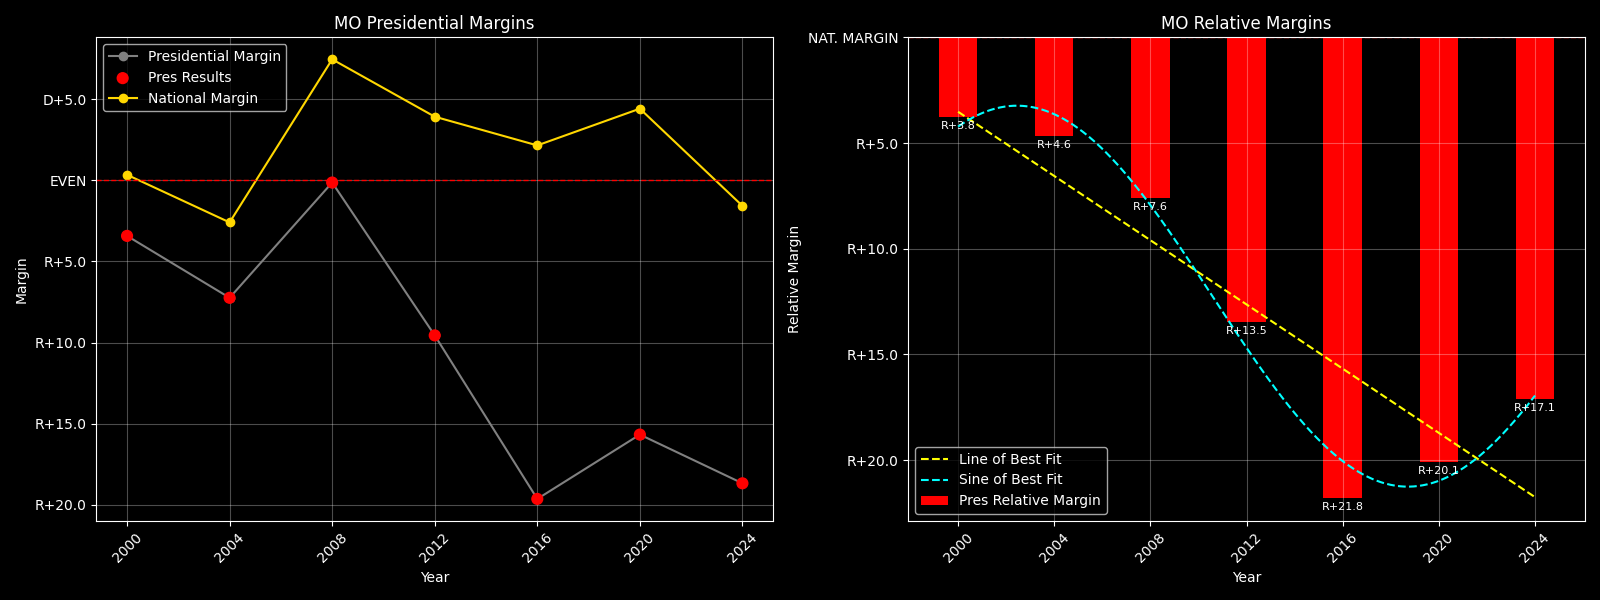 MO Presidential Margins
Presidential Margin
Pres Results
National Margin
D+5.0
EVEN
R+5.0
R+10.0
R+15.0
R+20.0
Margin
2000
2004
2008
2012
2016
2020
2024
Year
MO Relative Margins
NAT. MARGIN
R+5.0
R+10.0
R+15.0
R+20.0
Relative Margin
R+3.8
R+4.6
R+7.6
R+13.5
R+21.8
R+20.1
R+17.1
Line of Best Fit
Sine of Best Fit
Pres Relative Margin
2000
2004
2008
2012
2016
2020
2024
Year